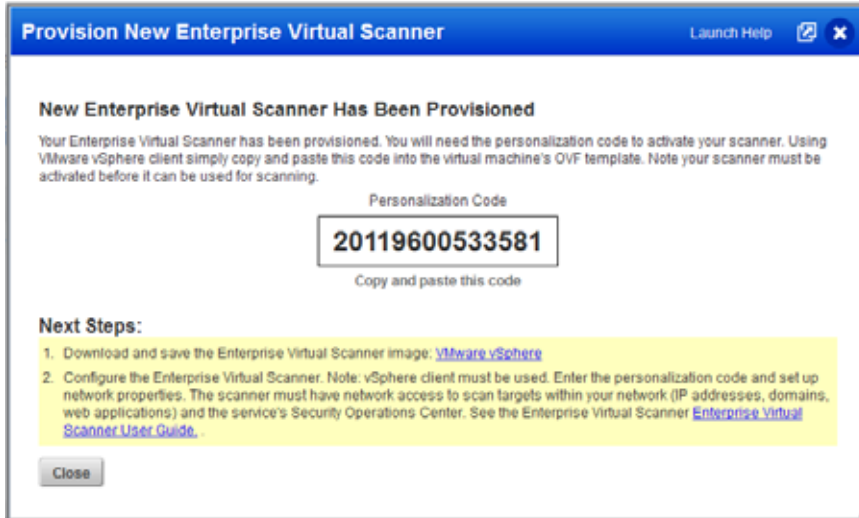 Provision New Enterprise Virtual Scanner
Launch Help
New Enterprise Virtual Scanner Has Been Provisioned
Your Enterprise Virtual Scanner has been provisioned. You will need the personalization code to activate your scanner. Using
VMware vSphere client simply copy and paste this code into the virtual machine's OVF template. Note your scanner must be
activated before it can be used for scanning.
Personalization Code
20119600533581
Copy and paste this code
Next Steps:
1. Download and save the Enterprise Virtual Scanner image: VMware vSphere
2. Configure the Enterprise Virtual Scanner. Note: vSphere client must be used. Enter the personalization code and set up
network properties. The scanner must have network access to scan targets within your network (IP addresses, domains,
web applications) and the service's Security Operations Center. See the Enterprise Virtual Scanner Enterprise Virtual
Scanner User Guide. .
Close